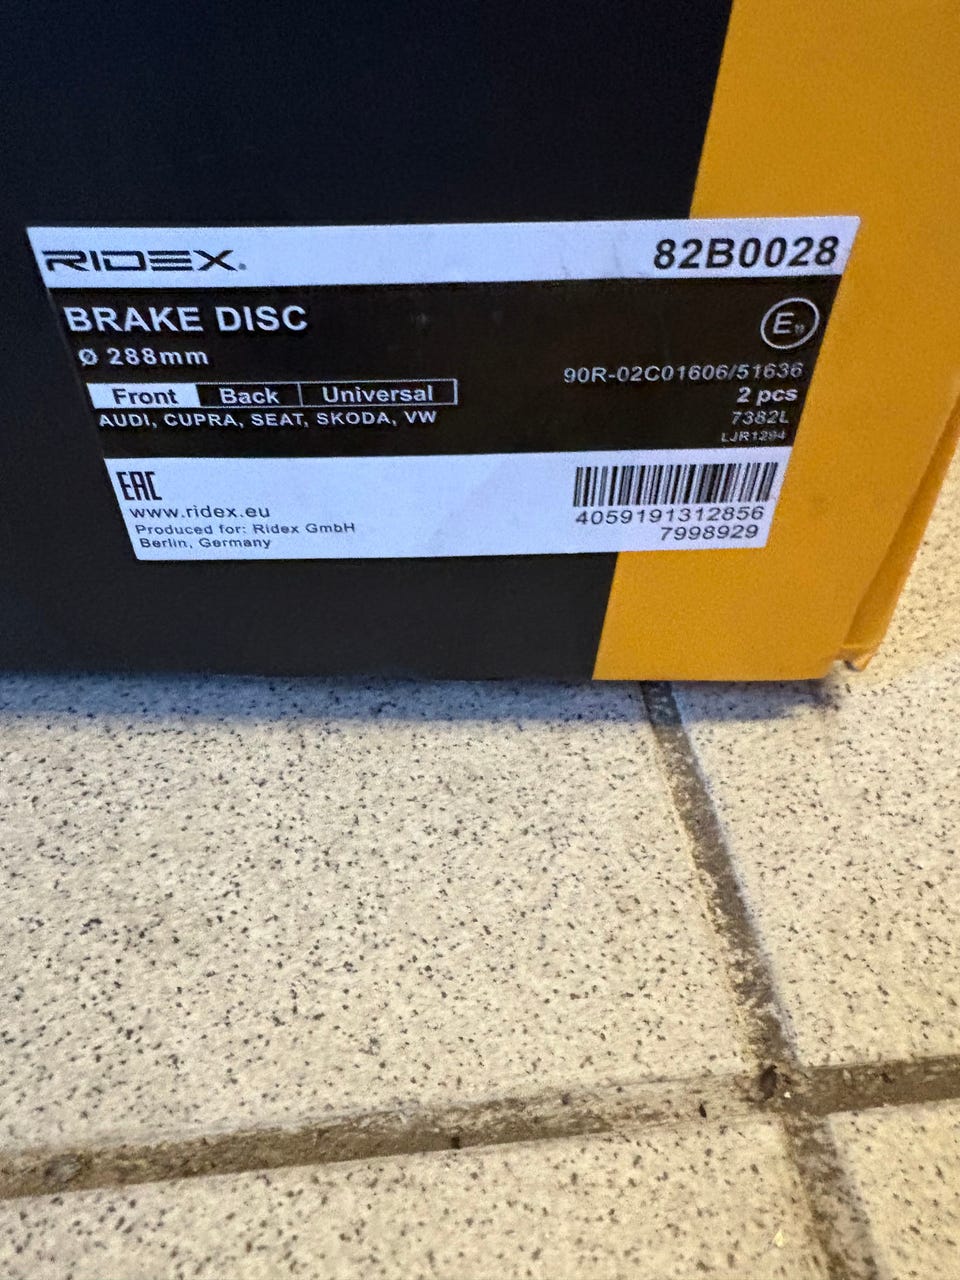 RIDEX® 82B0028
BRAKE DISC
Ø 288mm
90R-02C01606/51636
Front Back Universal
2 pcs
AUDI, CUPRA, SEAT, SKODA, VW
7382L
LJR1294
EAC
www.ridex.eu
Produced for: Ridex GmbH
Berlin, Germany
4059191312856
7998929